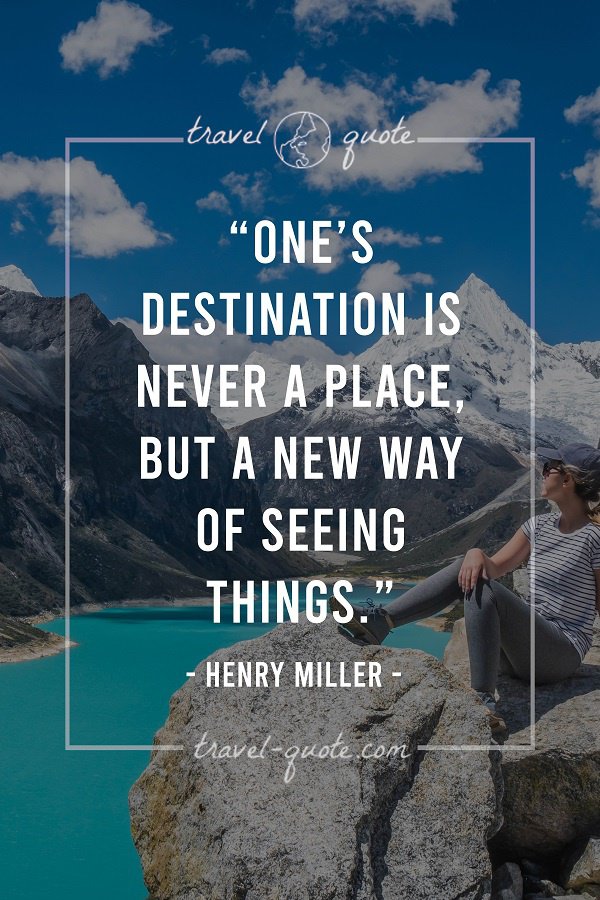 travel quote
“ONE’S
DESTINATION IS
NEVER A PLACE,
BUT A NEW WAY
OF SEEING
THINGS.”
- HENRY MILLER -
travel-quote.com